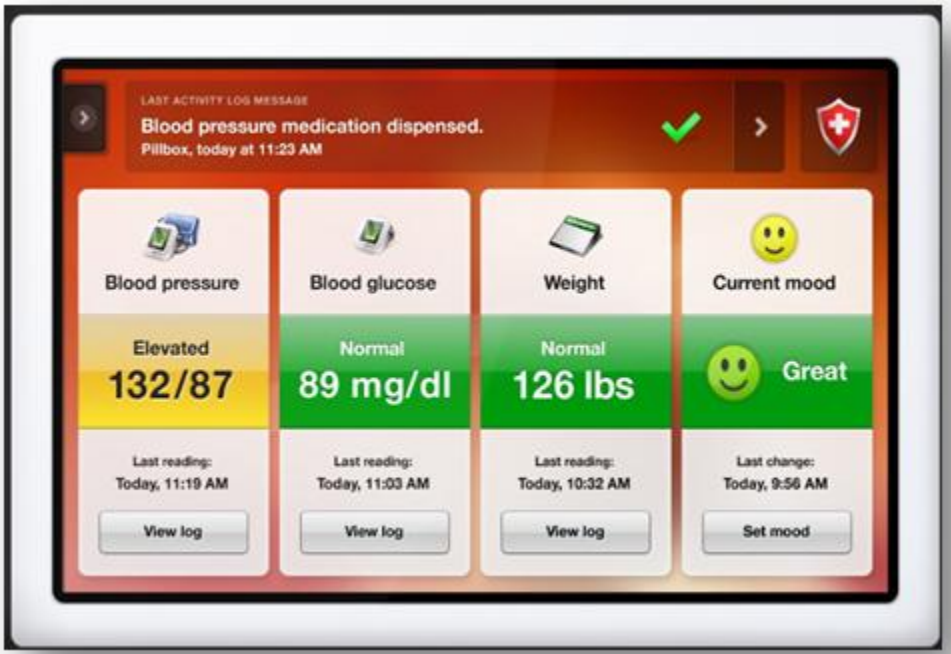 LAST ACTIVITY LOG MESSAGE
Blood pressure medication dispensed.
Pillbox, today at 11:23 AM
Blood pressure
Elevated
132/87
Last reading:
Today, 11:19 AM
View log
Blood glucose
Normal
89 mg/dl
Last reading:
Today, 11:03 AM
View log
Weight
Normal
126 lbs
Last reading:
Today, 10:32 AM
View log
Current mood
Great
Last change:
Today, 9:56 AM
Set mood